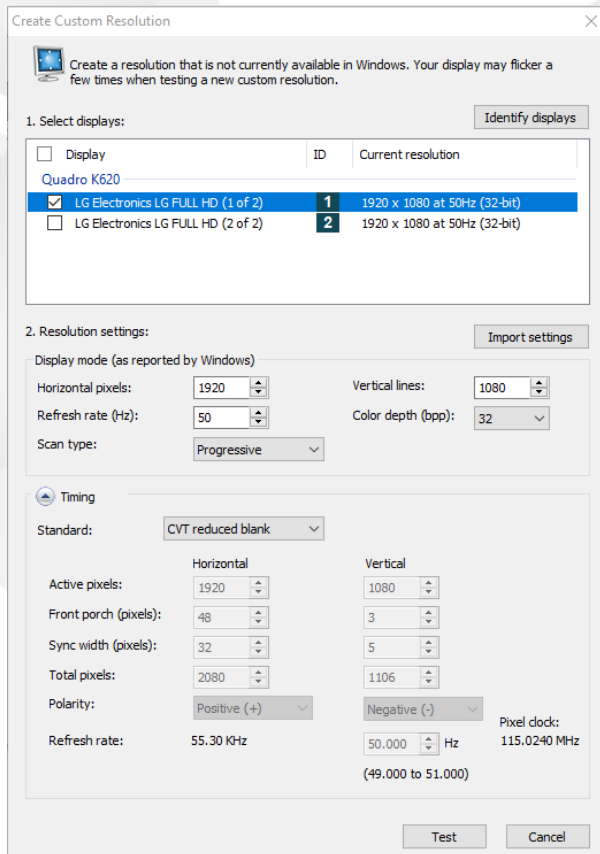 Create Custom Resolution
Create a resolution that is not currently available in Windows. Your display may flicker a
few times when testing a new custom resolution.
1. Select displays:
Identify displays
Display ID Current resolution
Quadro K620
LG Electronics LG FULL HD (1 of 2) 1 1920 x 1080 at 50Hz (32-bit)
LG Electronics LG FULL HD (2 of 2) 2 1920 x 1080 at 50Hz (32-bit)
2. Resolution settings:
Import settings
Display mode (as reported by Windows)
Horizontal pixels: 1920 Vertical lines: 1080
Refresh rate (Hz): 50 Color depth (bpp): 32
Scan type: Progressive
Timing
Standard: CVT reduced blank
Horizontal Vertical
Active pixels: 1920 1080
Front porch (pixels): 48 3
Sync width (pixels): 32 5
Total pixels: 2080 1106
Polarity: Positive (+) Negative (-)
Pixel clock:
Refresh rate: 55.30 KHz 50.000 Hz 115.0240 MHz
(49.000 to 51.000)
Test Cancel